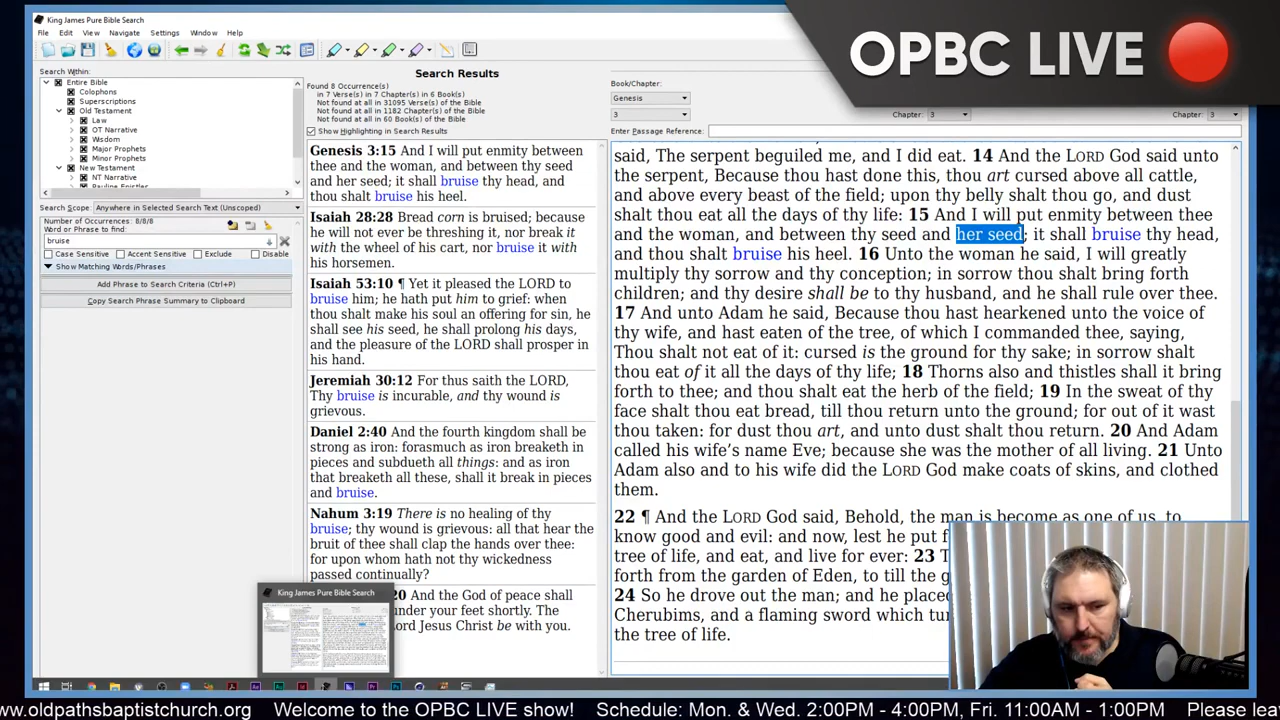 King James Pure Bible Search
File Edit View Navigate Settings Window Help
OPBC LIVE
Search Within:
Entire Bible
Colophons
Superscriptions
Old Testament
Law
OT Narrative
Wisdom
Major Prophets
Minor Prophets
New Testament
NT Narrative
Pauline Epistles
Search Scope: Anywhere in Selected Search Text (Unscoped)
Number of Occurrences: 8/8/8
Word or Phrase to Find:
bruise
Case Sensitive Accent Sensitive Exclude Disable
Show Matching Words/Phrases
Add Phrase to Search Criteria (Ctrl+P)
Copy Search Phrase Summary to Clipboard
Search Results
Found 8 Occurrence(s)
in 7 Verse(s) in 7 Chapter(s) in 6 Book(s)
Not found at all in 31095 Verse(s) of the Bible
Not found at all in 1182 Chapter(s) of the Bible
Not found at all in 60 Book(s) of the Bible
Show Highlighting in Search Results
Genesis 3:15 And I will put enmity between
thee and the woman, and between thy seed
and her seed; it shall bruise thy head, and
thou shalt bruise his heel.
Isaiah 28:28 Bread corn is bruised; because
he will not ever be threshing it, nor break it
with the wheel of his cart, nor bruise it with
his horsemen.
Isaiah 53:10 ¶ Yet it pleased the LORD to
bruise him; he hath put him to grief: when
thou shalt make his soul an offering for sin, he
shall see his seed, he shall prolong his days,
and the pleasure of the LORD shall prosper in
his hand.
Jeremiah 30:12 For thus saith the LORD,
Thy bruise is incurable, and thy wound is
grievous.
Daniel 2:40 And the fourth kingdom shall be
strong as iron: forasmuch as iron breaketh in
pieces and subdueth all things: and as iron
that breaketh all these, shall it break in pieces
and bruise.
Nahum 3:19 There is no healing of thy
bruise; thy wound is grievous: all that hear the
bruit of thee shall clap the hands over thee:
for upon whom hath not thy wickedness
passed continually?
20 And the God of peace shall
under your feet shortly. The
Lord Jesus Christ be with you.
King James Pure Bible Search
Book/Chapter:
Genesis
3
Chapter: 3
Chapter: 3
Enter Passage Reference:
said, The serpent beguiled me, and I did eat. 14 And the LORD God said unto
the serpent, Because thou hast done this, thou art cursed above all cattle,
and above every beast of the field; upon thy belly shalt thou go, and dust
shalt thou eat all the days of thy life: 15 And I will put enmity between thee
and the woman, and between thy seed and her seed; it shall bruise thy head,
and thou shalt bruise his heel. 16 Unto the woman he said, I will greatly
multiply thy sorrow and thy conception; in sorrow thou shalt bring forth
children; and thy desire shall be to thy husband, and he shall rule over thee.
17 And unto Adam he said, Because thou hast hearkened unto the voice of
thy wife, and hast eaten of the tree, of which I commanded thee, saying,
Thou shalt not eat of it: cursed is the ground for thy sake; in sorrow shalt
thou eat of it all the days of thy life; 18 Thorns also and thistles shall it bring
forth to thee; and thou shalt eat the herb of the field; 19 In the sweat of thy
face shalt thou eat bread, till thou return unto the ground; for out of it wast
thou taken: for dust thou art, and unto dust shalt thou return. 20 And Adam
called his wife's name Eve; because she was the mother of all living. 21 Unto
Adam also and to his wife did the LORD God make coats of skins, and clothed
them.
22 ¶ And the LORD God said, Behold, the man is become as one of us, to
know good and evil: and now, lest he put f
tree of life, and eat, and live for ever: 23 T
forth from the garden of Eden, to till the g
24 So he drove out the man; and he placed
Cherubims, and a flaming sword which tur
the tree of life.
ww.oldpathsbaptistchurch.org Welcome to the OPBC LIVE show! Schedule: Mon. & Wed. 2:00PM - 4:00PM, Fri. 11:00AM - 1:00PM Please lea